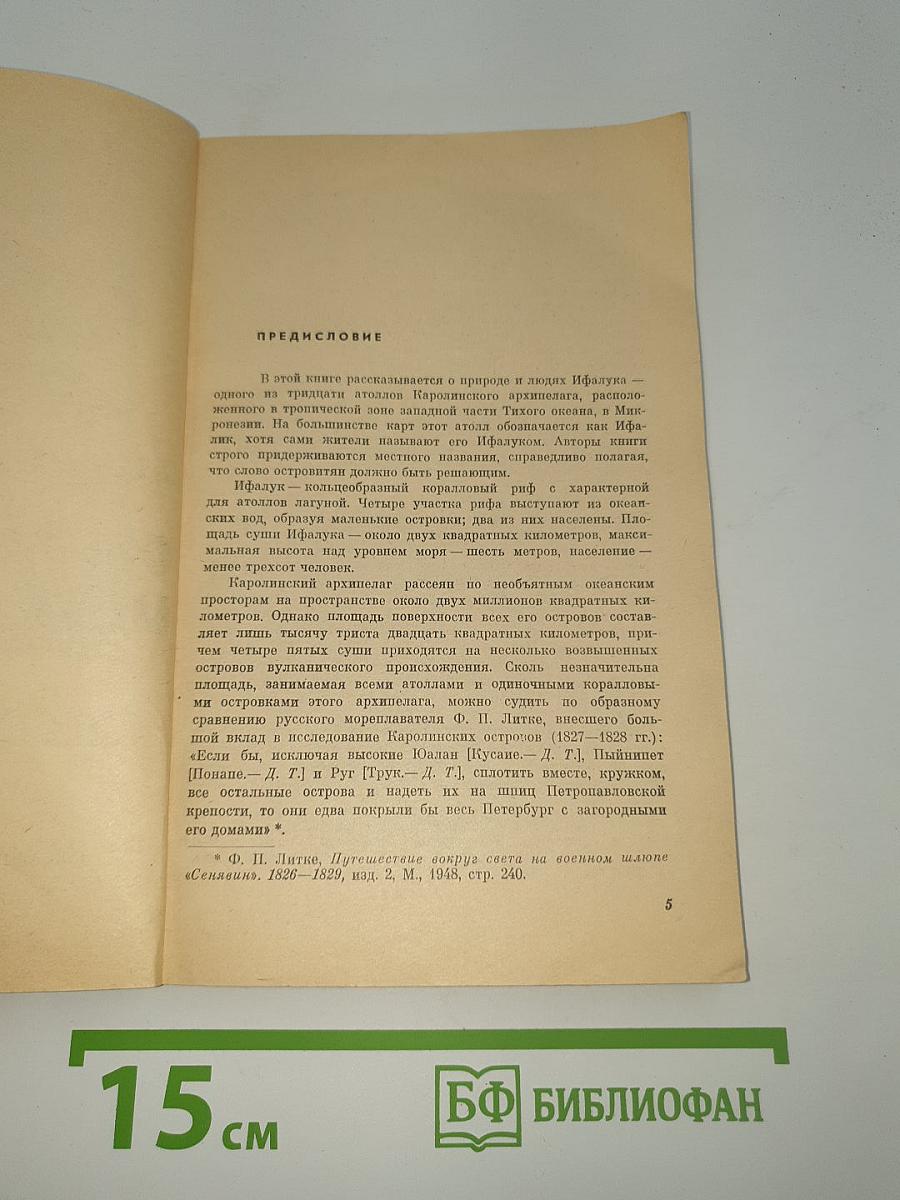 ПРЕДИСЛОВИЕ
В этой книге рассказывается о природе и людях Ифалука —
одного из тридцати атоллов Каролинского архипелага, располо-
женного в тропической зоне западной части Тихого океана, в Мик-
ронезии. На большинстве карт этот атолл обозначается как Ифа-
лик, хотя сами жители называют его Ифалуком. Авторы книги
строго придерживаются местного названия, справедливо полагая,
что слово островитян должно быть решающим.
Ифалук — кольцеобразный коралловый риф с характерной
для атоллов лагуной. Четыре участка рифа выступают из океан-
ских вод, образуя маленькие островки; два из них населены. Пло-
щадь суши Ифалука — около двух квадратных километров, макси-
мальная высота над уровнем моря — шесть метров, население —
менее трехсот человек.
Каролинский архипелаг рассеян по необъятным океанским
просторам на пространстве около двух миллионов квадратных ки-
лометров. Однако площадь поверхности всех его островов состав-
ляет лишь тысячу триста двадцать квадратных километров, при-
чем четыре пятых суши приходятся на несколько возвышенных
островов вулканического происхождения. Сколь незначительна
площадь, занимаемая всеми атоллами и одиночными коралловы-
ми островками этого архипелага, можно судить по образному
сравнению русского мореплавателя Ф. П. Литке, внесшего боль-
шой вклад в исследование Каролинских островов (1827—1828 гг.):
«Если бы, исключая высокие Юалан [Кусаие.— Д. Т.], Пыйнипет
[Понапе.— Д. Т.] и Руг [Трук.— Д. Т.], сплотить вместе, кружком,
все остальные острова и надеть их на шпиц Петропавловской
крепости, то они едва покрыли бы весь Петербург с загородными
его домами» *.
* Ф. П. Литке, Путешествие вокруг света на военном шлюпе
«Сенявин». 1826—1829, изд. 2, М., 1948, стр. 240.
5
15 см
БФ БИБЛИОФАН